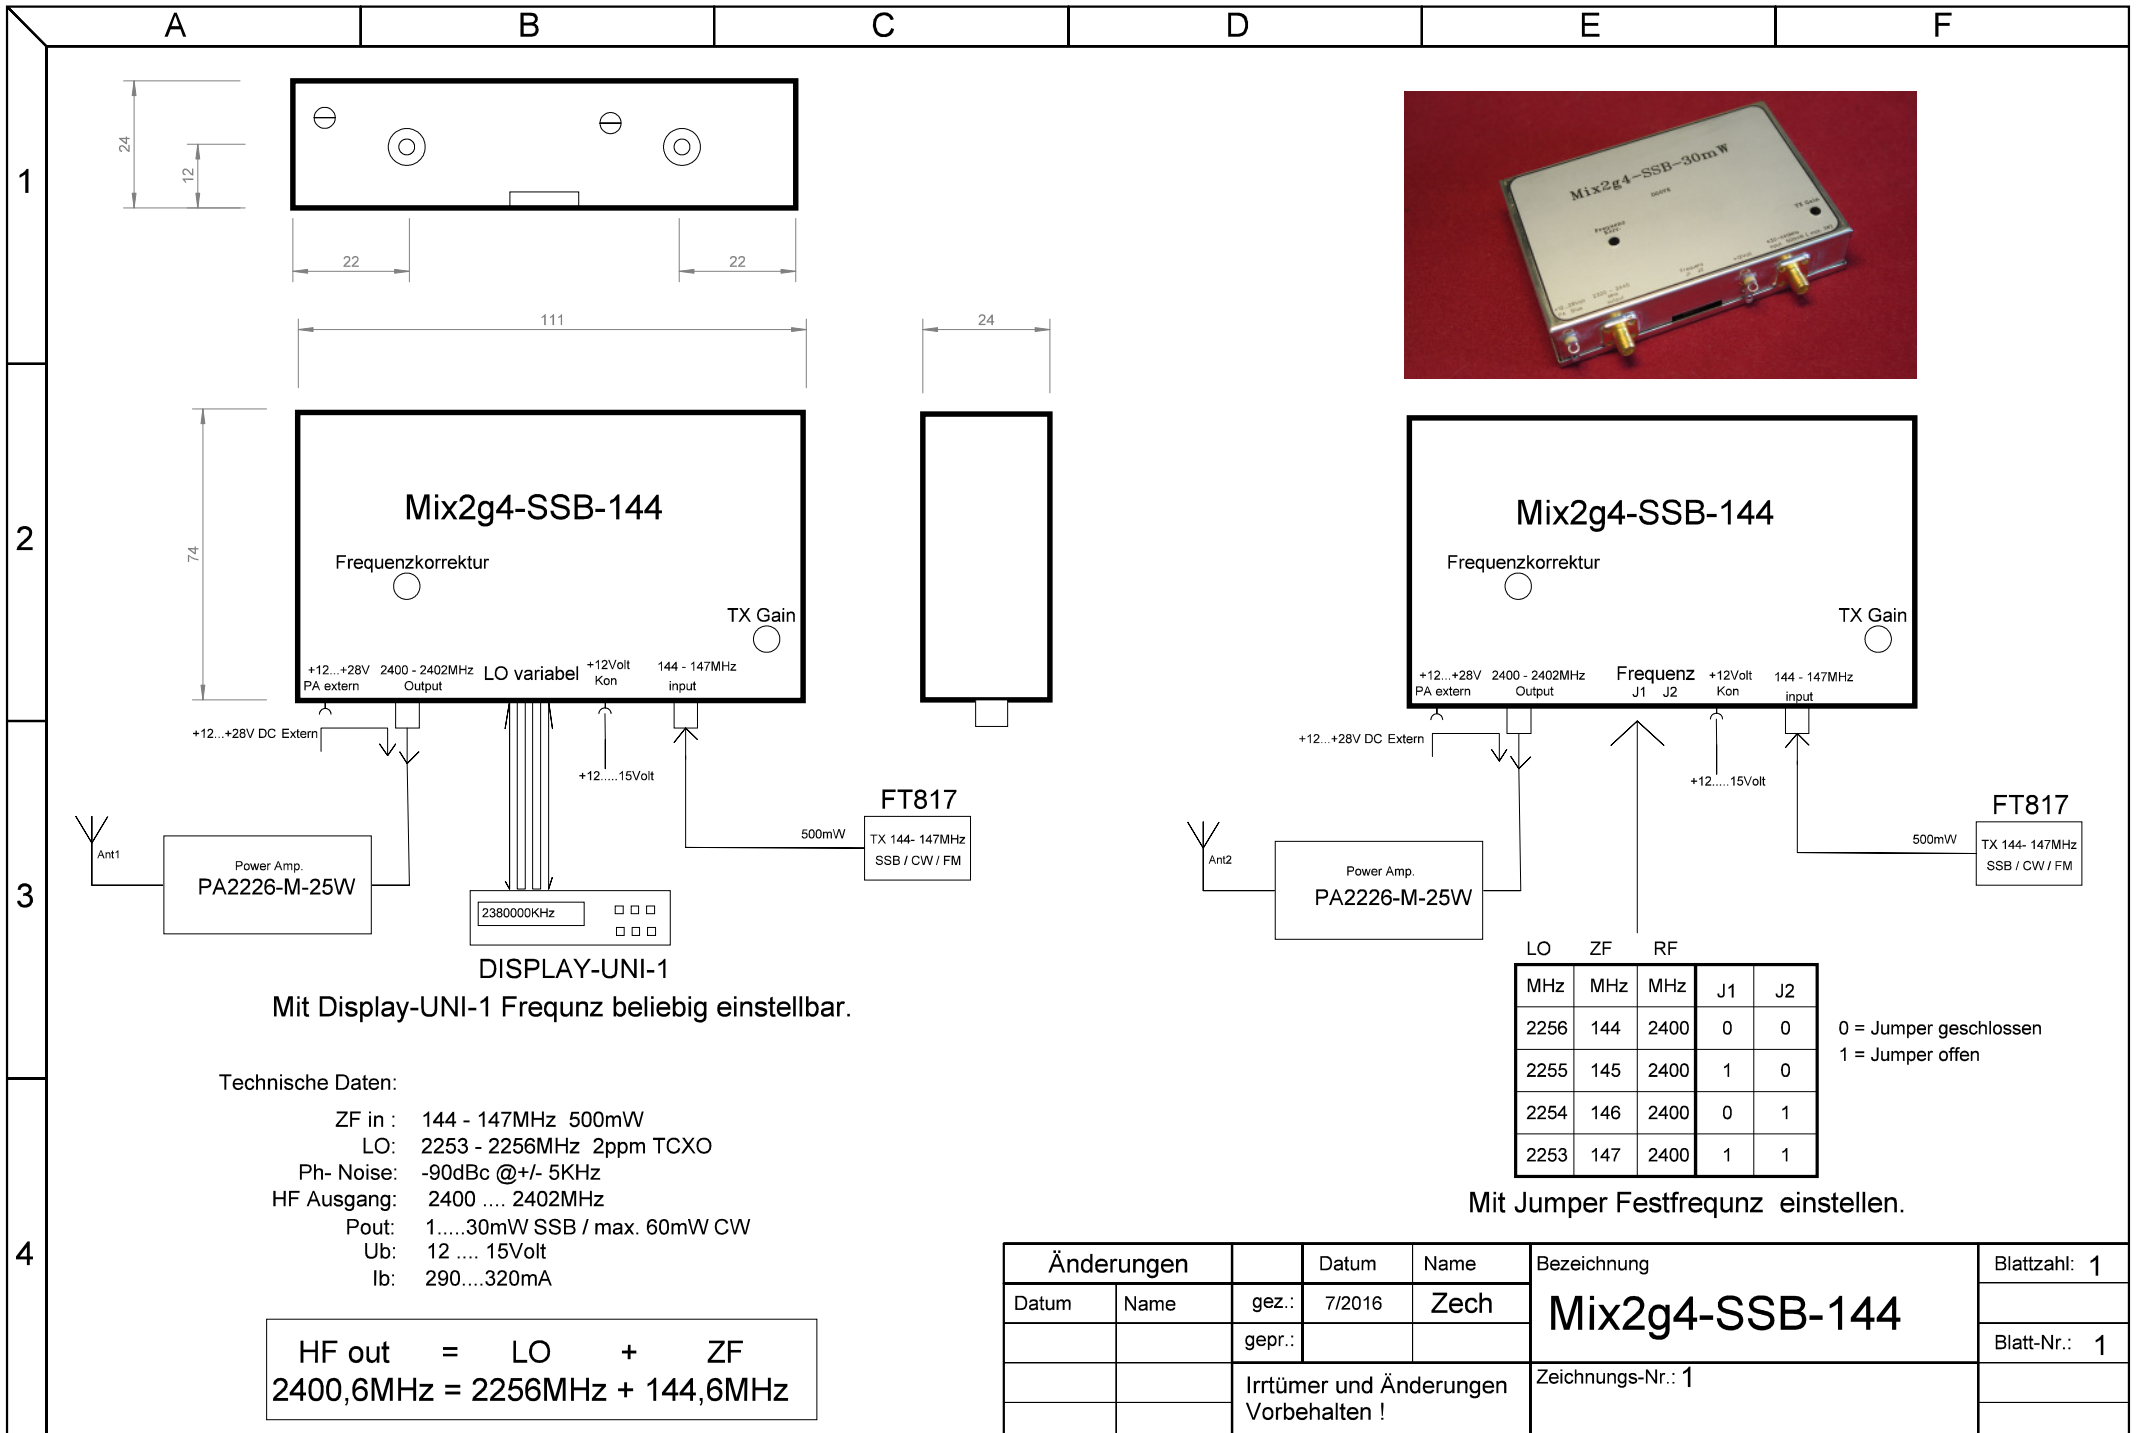 A B C D E F
1
24
12
22 22
Mix2g4-SSB-30mW
TX Gain
111
24
2
74
Mix2g4-SSB-144
Frequenzkorrektur
TX Gain
+12...+28V 2400 - 2402MHz LO variabel +12Volt 144 - 147MHz
PA extern Output Kon input
+12...+28V DC Extern
+12.....15Volt
FT817
500mW
TX 144- 147MHz
SSB / CW / FM
Ant1
Power Amp.
PA2226-M-25W
2380000KHz
DISPLAY-UNI-1
Mit Display-UNI-1 Frequnz beliebig einstellbar.
Mix2g4-SSB-144
Frequenzkorrektur
TX Gain
+12...+28V 2400 - 2402MHz Frequenz +12Volt 144 - 147MHz
PA extern Output J1 J2 Kon input
+12...+28V DC Extern
+12.....15Volt
FT817
500mW
TX 144- 147MHz
SSB / CW / FM
Ant2
Power Amp.
PA2226-M-25W
3
LO ZF RF
MHz MHz MHz J1 J2
2256 144 2400 0 0
2255 145 2400 1 0
2254 146 2400 0 1
2253 147 2400 1 1
0 = Jumper geschlossen
1 = Jumper offen
Mit Jumper Festfrequnz einstellen.
4
Technische Daten:
ZF in : 144 - 147MHz 500mW
LO: 2253 - 2256MHz 2ppm TCXO
Ph- Noise: -90dBc @+/- 5KHz
HF Ausgang: 2400 .... 2402MHz
Pout: 1.....30mW SSB / max. 60mW CW
Ub: 12 .... 15Volt
Ib: 290....320mA
HF out = LO + ZF
2400,6MHz = 2256MHz + 144,6MHz
Änderungen Datum Name Bezeichnung Blattzahl: 1
Datum Name gez.: 7/2016 Zech Mix2g4-SSB-144
gepr.: Blatt-Nr.: 1
Irrtümer und Änderungen
Vorbehalten !
Zeichnungs-Nr.: 1